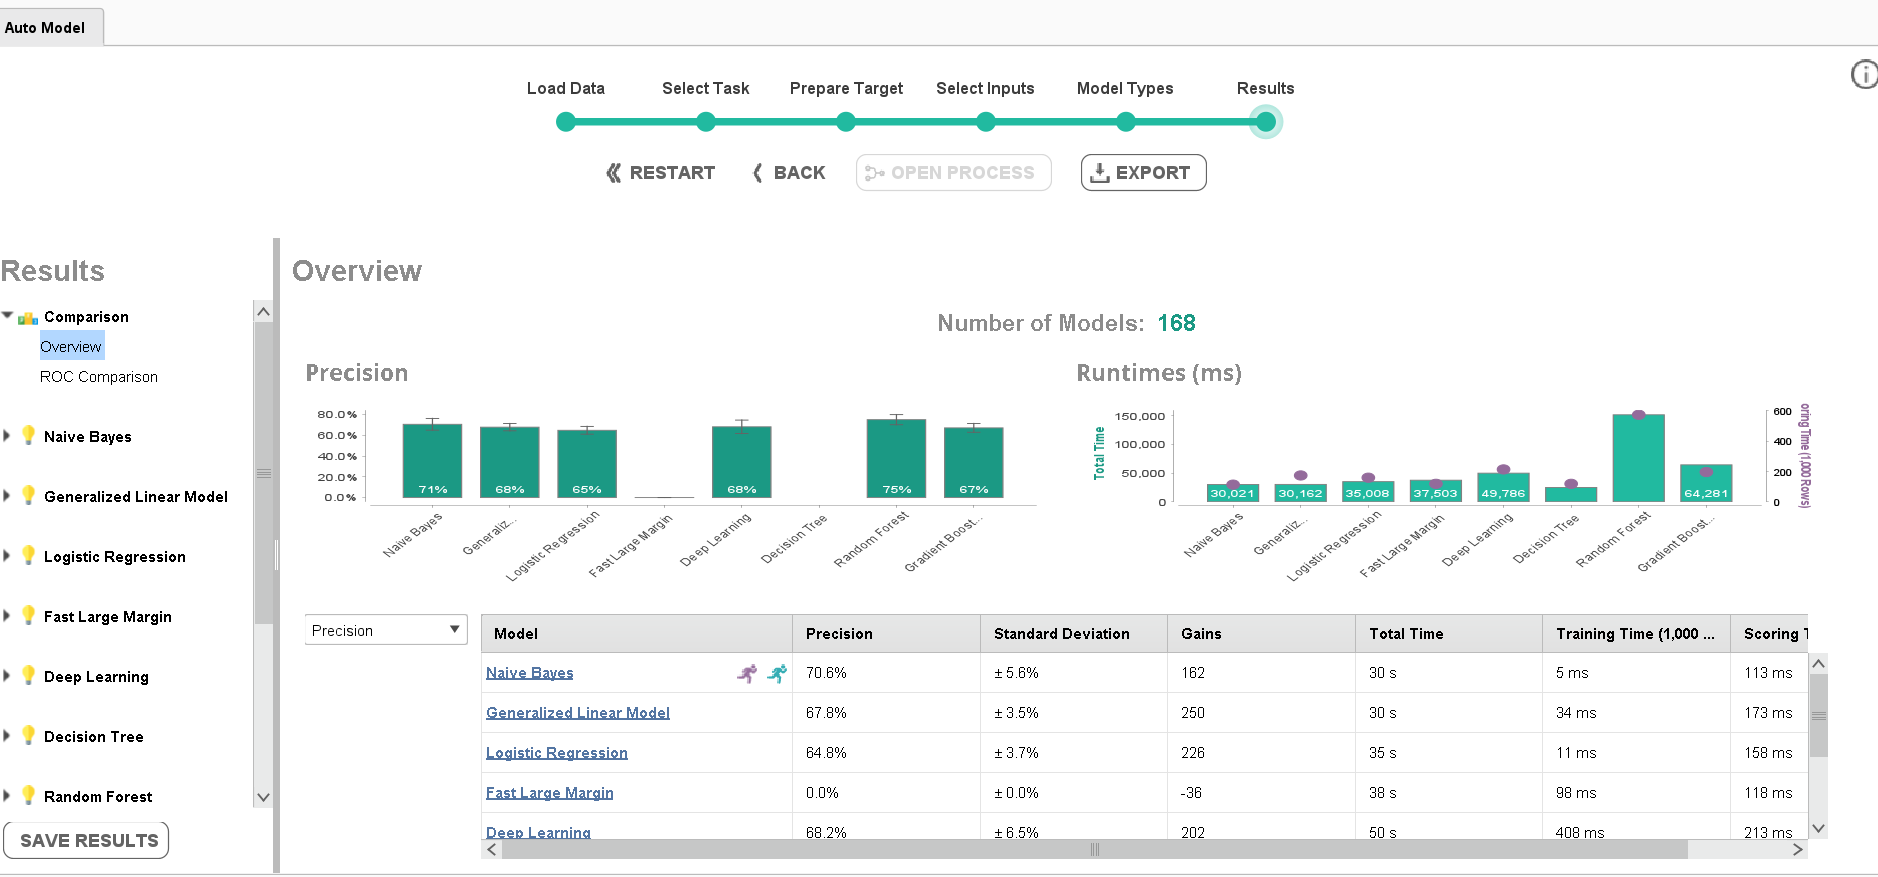 Auto Model
Load Data Select Task Prepare Target Select Inputs Model Types Results
RESTART BACK OPEN PROCESS EXPORT
Results
Comparison
Overview
ROC Comparison
Naive Bayes
Generalized Linear Model
Logistic Regression
Fast Large Margin
Deep Learning
Decision Tree
Random Forest
SAVE RESULTS
Overview
Number of Models: 168
Precision
80.0%
60.0%
40.0%
20.0%
0.0%
71% 68% 65% 68% 75% 67%
Naive Bayes Generaliz... Logistic Regression Fast Large Margin Deep Learning Decision Tree Random Forest Gradient Boost...
Runtimes (ms)
Total Time
150,000
100,000
50,000
0
30,021 30,162 35,008 37,503 49,786 64,281
600
400
200
0
oring Time (1,000 Rows)
Naive Bayes Generaliz... Logistic Regression Fast Large Margin Deep Learning Decision Tree Random Forest Gradient Boost...
Precision
Model Precision Standard Deviation Gains Total Time Training Time (1,000 ... Scoring T
Naive Bayes 70.6% ± 5.6% 162 30 s 5 ms 113 ms
Generalized Linear Model 67.8% ± 3.5% 250 30 s 34 ms 173 ms
Logistic Regression 64.8% ± 3.7% 226 35 s 11 ms 158 ms
Fast Large Margin 0.0% ± 0.0% -36 38 s 98 ms 118 ms
Deep Learning 68.2% ± 6.5% 202 50 s 408 ms 213 ms